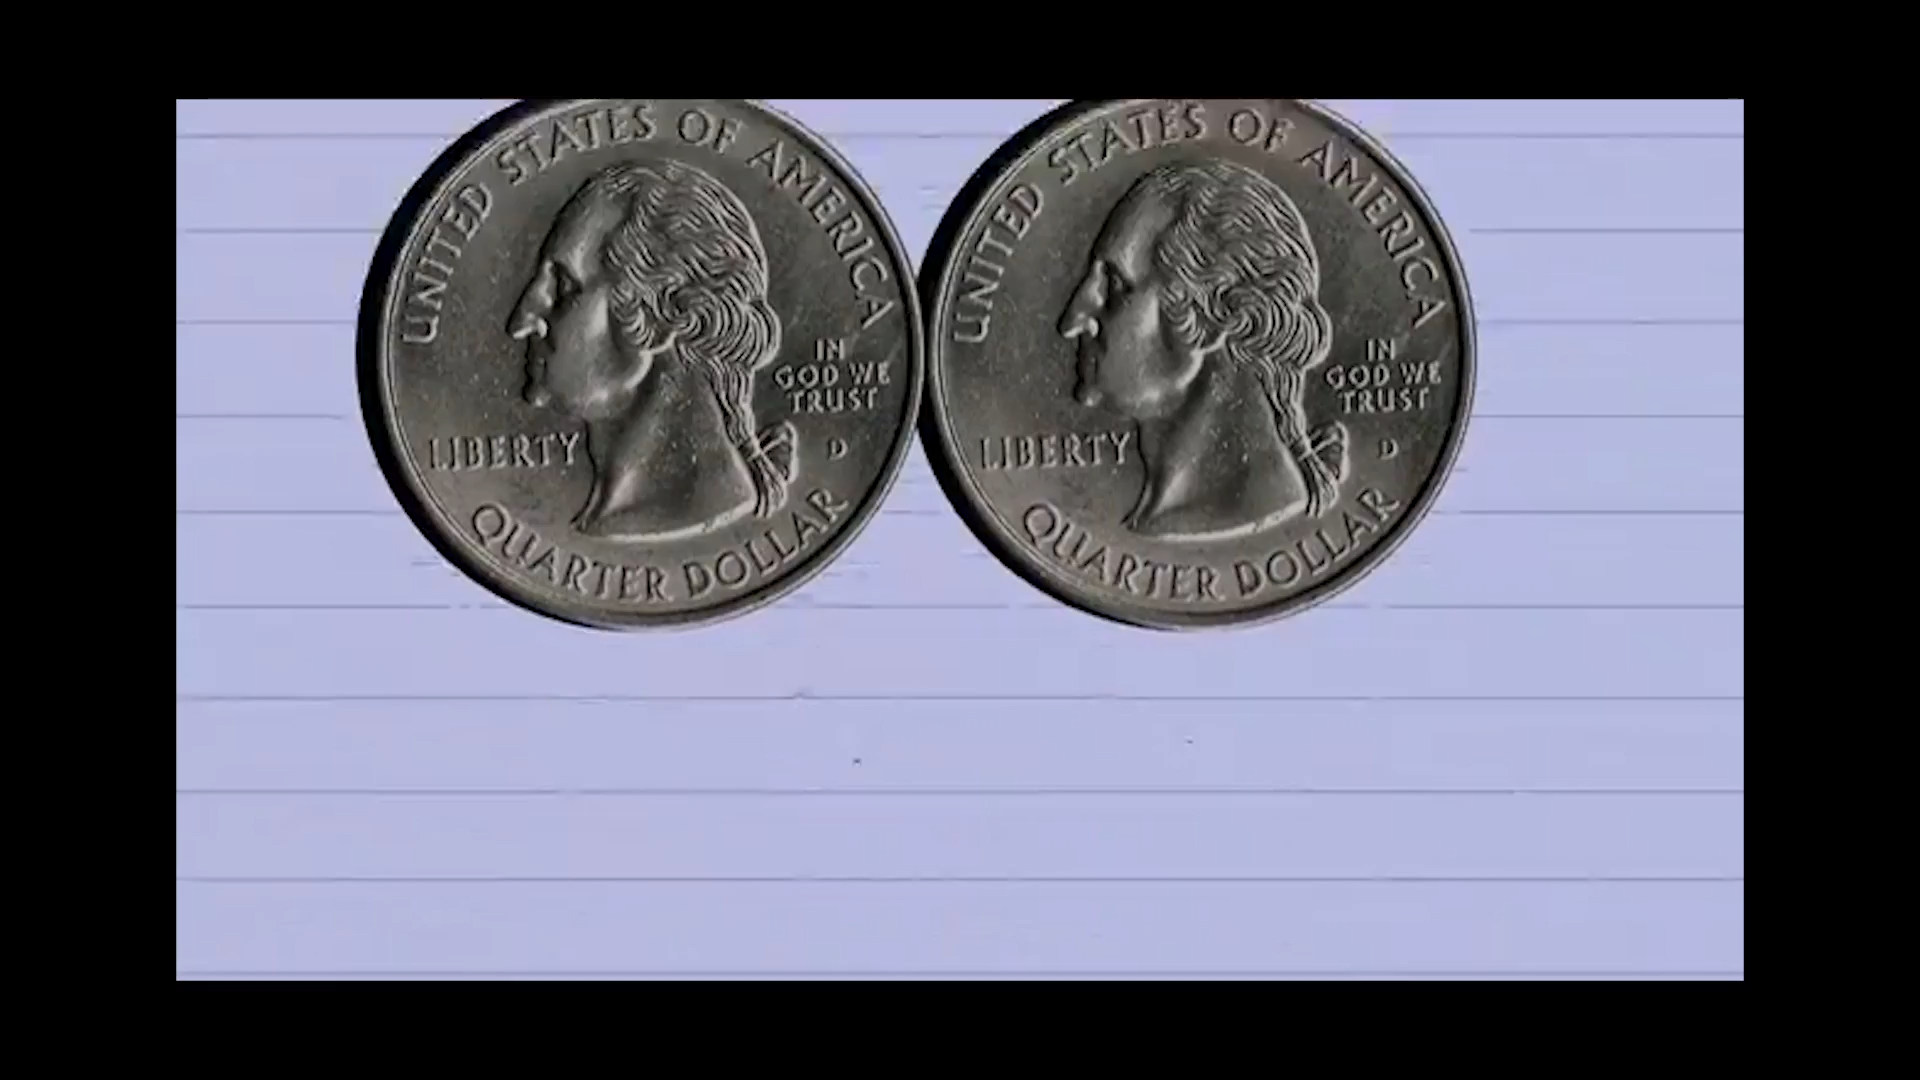 UNITED STATES OF AMERICA
IN
GOD WE
TRUST
LIBERTY
D
QUARTER DOLLAR
UNITED STATES OF AMERICA
IN
GOD WE
TRUST
LIBERTY
D
QUARTER DOLLAR